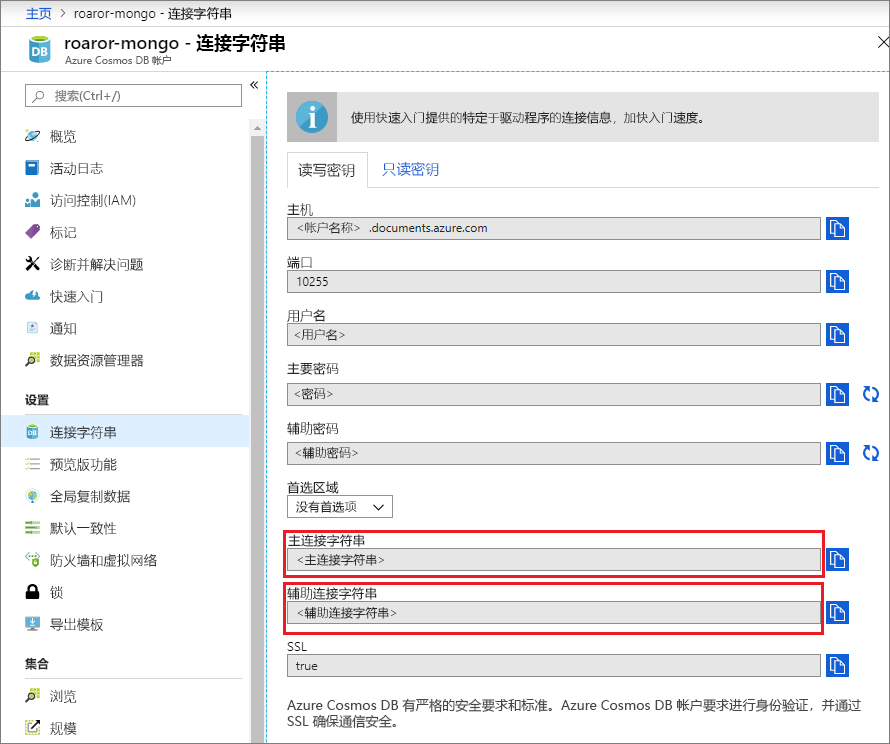 主页 > roaror-mongo - 连接字符串
roaror-mongo - 连接字符串
Azure Cosmos DB 帐户
搜索(Ctrl+/)
概览
活动日志
访问控制(IAM)
标记
诊断并解决问题
快速入门
通知
数据资源管理器
设置
连接字符串
预览版功能
全局复制数据
默认一致性
防火墙和虚拟网络
锁
导出模板
集合
浏览
规模
使用快速入门提供的特定于驱动程序的连接信息，加快入门速度。
读写密钥 只读密钥
主机
<帐户名称> .documents.azure.com
端口
10255
用户名
<用户名>
主要密码
<密码>
辅助密码
<辅助密码>
首选区域
没有首选项
主连接字符串
<主连接字符串>
辅助连接字符串
<辅助连接字符串>
SSL
true
Azure Cosmos DB 有严格的安全要求和标准。Azure Cosmos DB 帐户要求进行身份验证，并通过
SSL 确保通信安全。